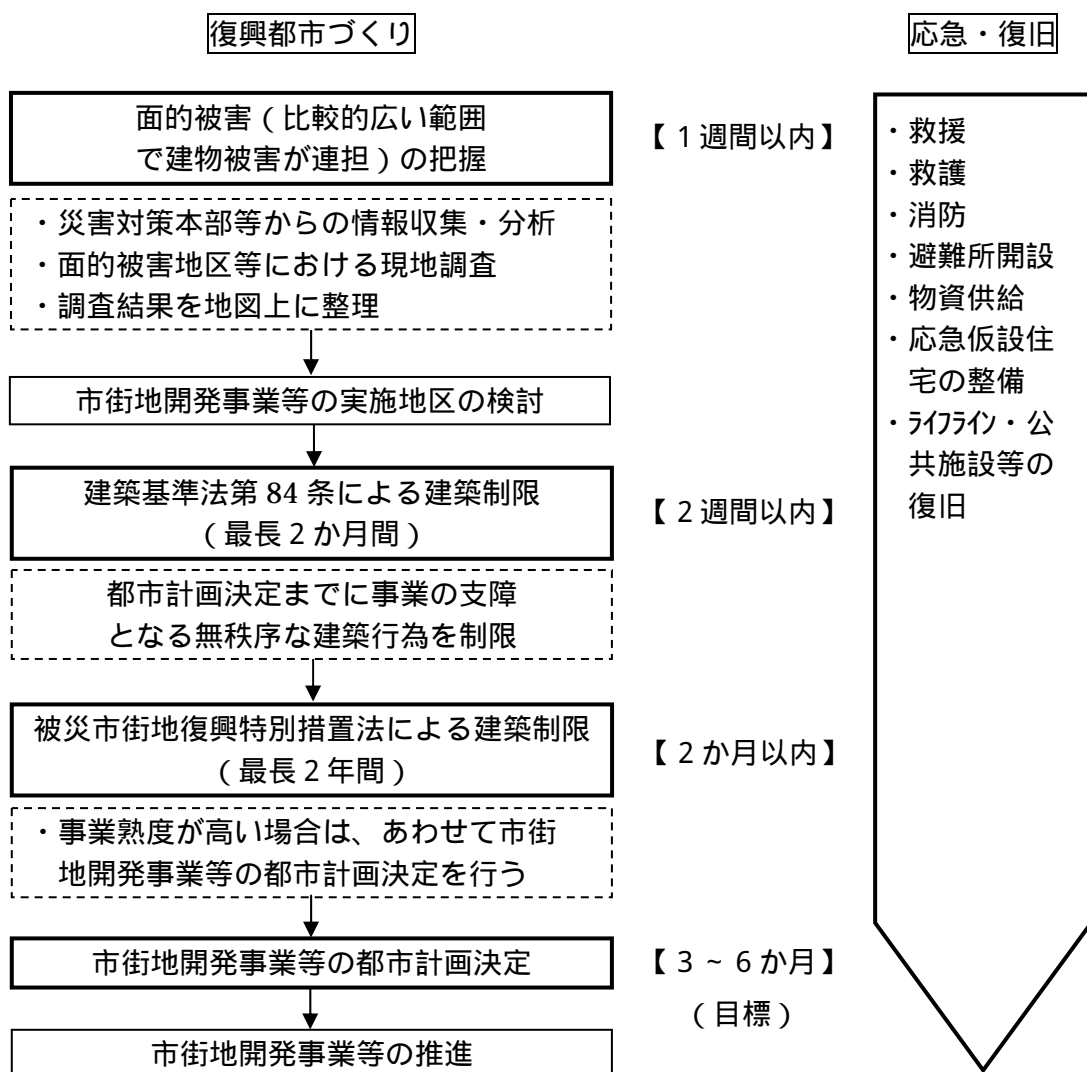 復興都市づくり
応急・復旧
面的被害(比較的広い範囲
で建物被害が連担)の把握
【1週間以内】
・災害対策本部等からの情報収集・分析
・面的被害地区等における現地調査
・調査結果を地図上に整理
市街地開発事業等の実施地区の検討
建築基準法第 84 条による建築制限
(最長2か月間)
【2週間以内】
都市計画決定までに事業の支障
となる無秩序な建築行為を制限
被災市街地復興特別措置法による建築制限
(最長2年間)
【2か月以内】
・事業熟度が高い場合は、あわせて市街
地開発事業等の都市計画決定を行う
市街地開発事業等の都市計画決定
【3~6か月】
(目標)
市街地開発事業等の推進
・救援
・救護
・消防
・避難所開設
・物資供給
・応急仮設住
宅の整備
・ライフライン・公
共施設等の
復旧